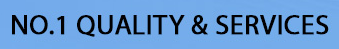 NO.1 QUALITY & SERVICES